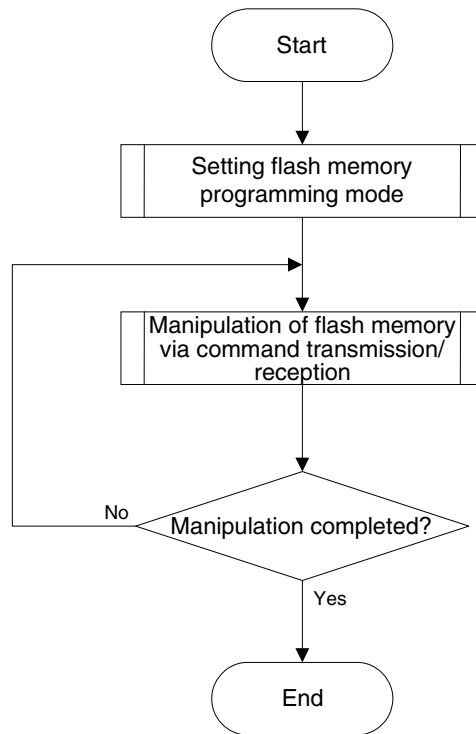 Start
Setting flash memory
programming mode
Manipulation of flash memory
via command transmission/
reception
No
Manipulation completed?
Yes
End